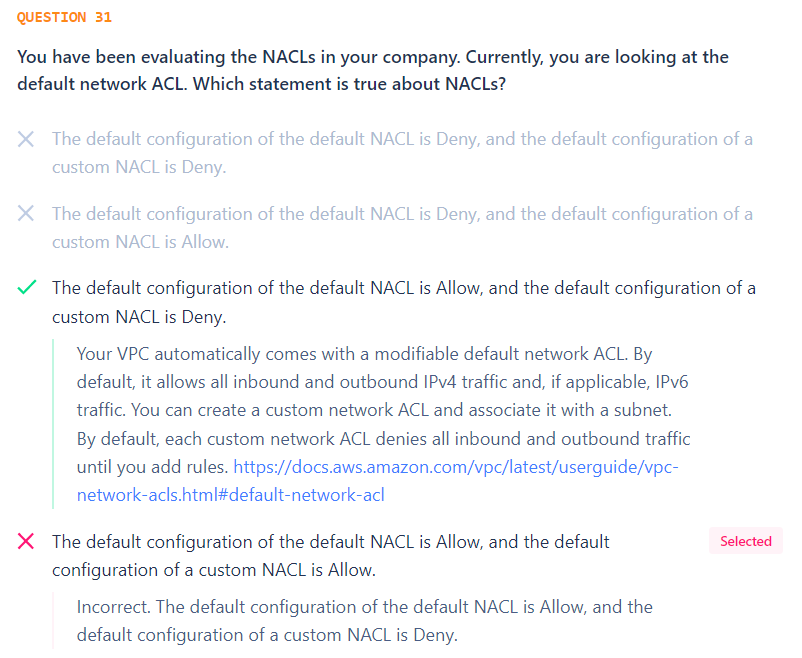 QUESTION 31
You have been evaluating the NACLs in your company. Currently, you are looking at the
default network ACL. Which statement is true about NACLs?
The default configuration of the default NACL is Deny, and the default configuration of a
custom NACL is Deny.
The default configuration of the default NACL is Deny, and the default configuration of a
custom NACL is Allow.
The default configuration of the default NACL is Allow, and the default configuration of a
custom NACL is Deny.
Your VPC automatically comes with a modifiable default network ACL. By
default, it allows all inbound and outbound IPv4 traffic and, if applicable, IPv6
traffic. You can create a custom network ACL and associate it with a subnet.
By default, each custom network ACL denies all inbound and outbound traffic
until you add rules. https://docs.aws.amazon.com/vpc/latest/userguide/vpc-
network-acls.html#default-network-acl
The default configuration of the default NACL is Allow, and the default
configuration of a custom NACL is Allow.
Selected
Incorrect. The default configuration of the default NACL is Allow, and the
default configuration of a custom NACL is Deny.